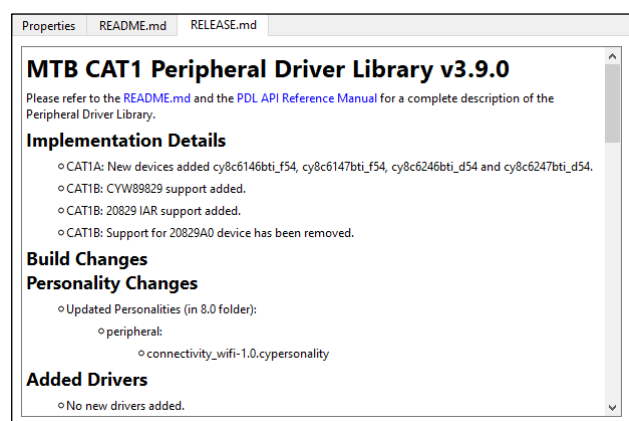 Properties README.md RELEASE.md
MTB CAT1 Peripheral Driver Library v3.9.0
Please refer to the README.md and the PDL API Reference Manual for a complete description of the
Peripheral Driver Library.
Implementation Details
CAT1A: New devices added cy8c6146bti_f54, cy8c6147bti_f54, cy8c6246bti_d54 and cy8c6247bti_d54.
CAT1B: CYW89829 support added.
CAT1B: 20829 IAR support added.
CAT1B: Support for 20829A0 device has been removed.
Build Changes
Personality Changes
Updated Personalities (in 8.0 folder):
peripheral:
connectivity_wifi-1.0.cypersonality
Added Drivers
No new drivers added.